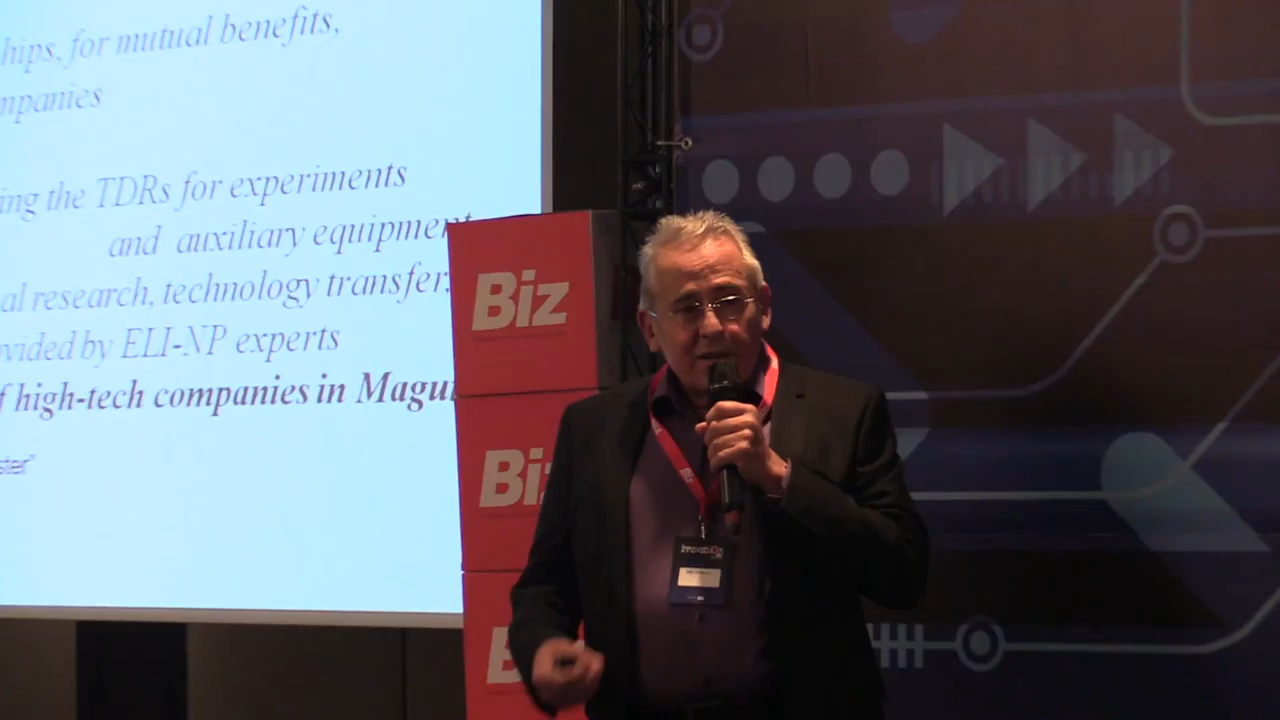 hips, for mutual benefits,
mpanies
ing the TDRs for experiments
and auxiliary equipment
al research, technology transfer,
ovided by ELI-NP experts
f high-tech companies in Magu
ster"
Biz
Biz
B